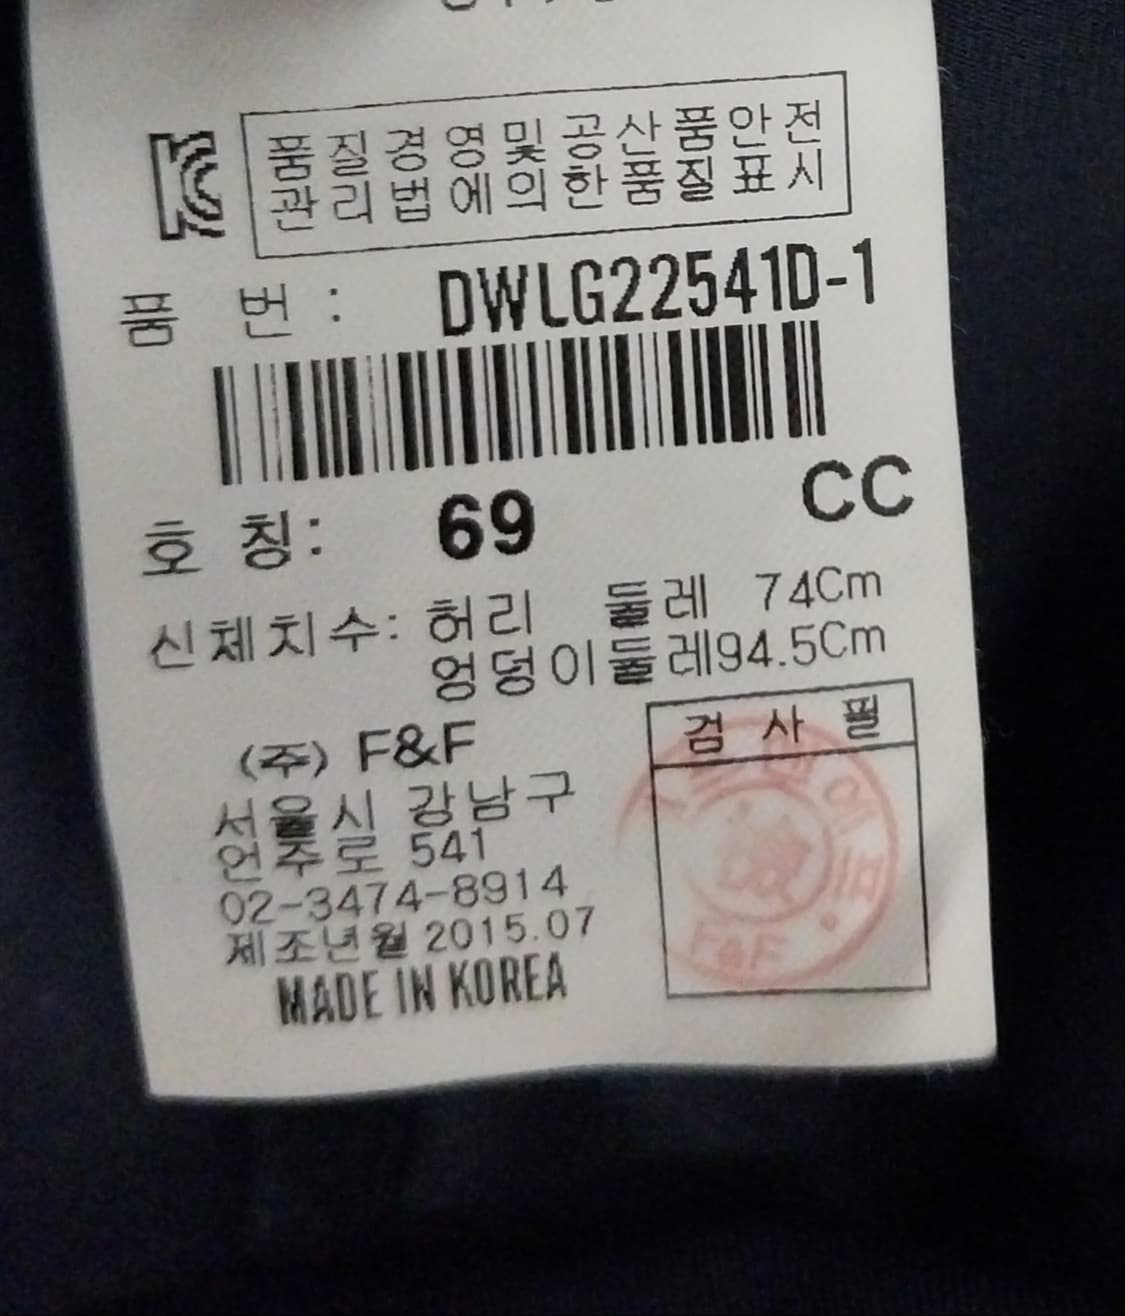 품질경영및공산품안전
관리법에의한품질표시
품 번 : DWLG22541D-1
호 칭: 69 CC
신체치수: 허리 둘레 74Cm
엉덩이둘레94.5Cm
검 사 필
(주) F&F
서울시 강남구
언주로 541
02-3474-8914
제조년월 2015.07
MADE IN KOREA
F&F